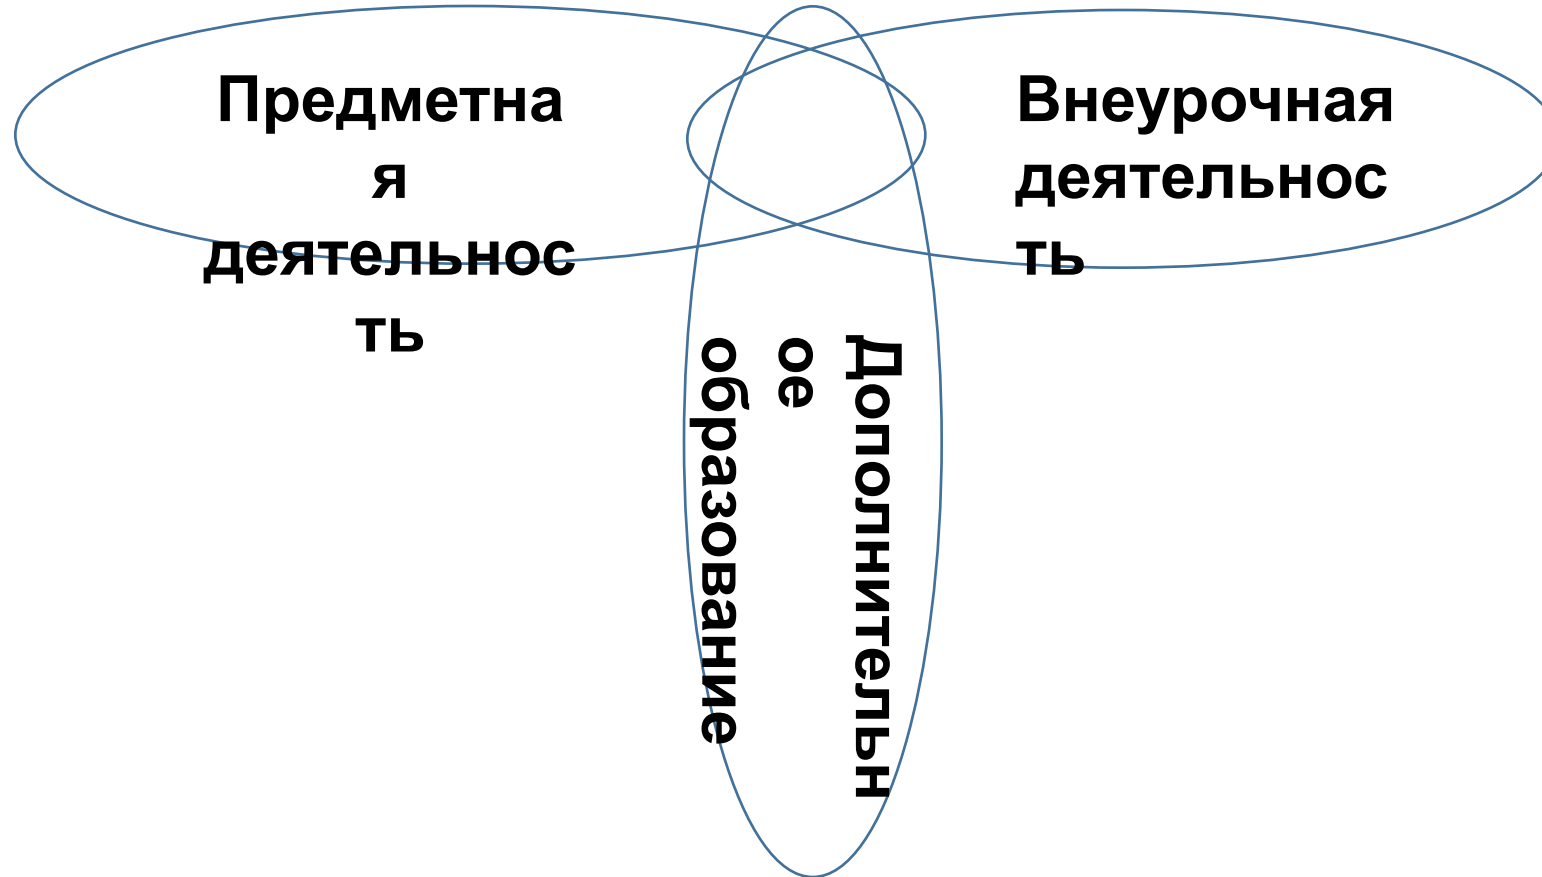 Предметна
я
деятельнос
ть
Внеурочная
деятельнос
ть
Дополнительн
ое
образование